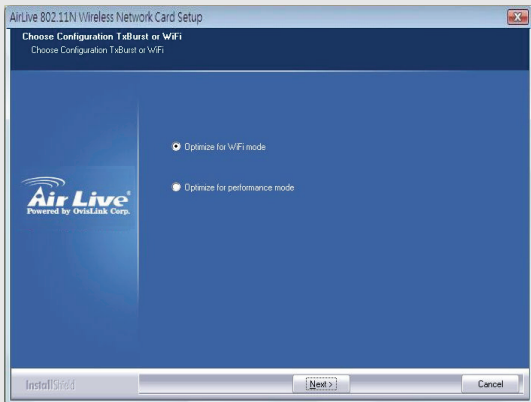 AirLive 802.11N Wireless Network Card Setup
Choose Configuration TxBurst or WiFi
Choose Configuration TxBurst or WiFi
Optimize for WiFi mode
Optimize for performance mode
Air Live®
Powered by OvisLink Corp.
InstallShield
Next >
Cancel